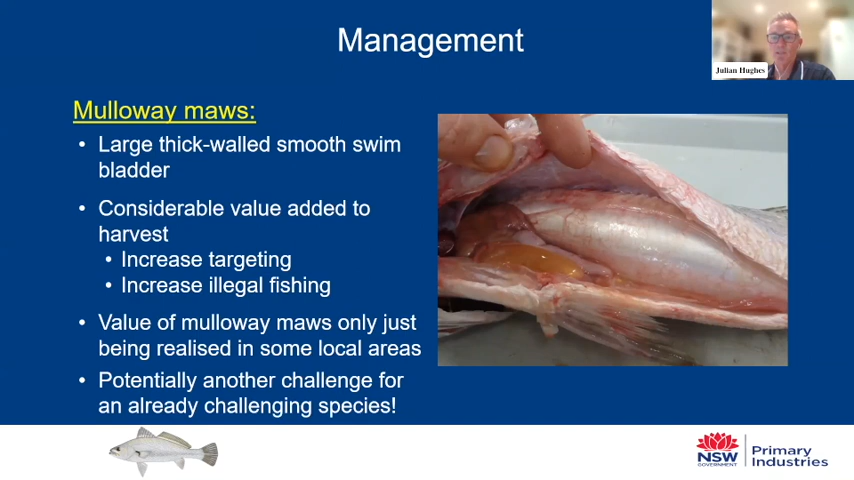 Management
Julian Hughes
Mulloway maws:
• Large thick-walled smooth swim
bladder
• Considerable value added to
harvest
• Increase targeting
• Increase illegal fishing
• Value of mulloway maws only just
being realised in some local areas
• Potentially another challenge for
an already challenging species!
NSW
GOVERNMENT
Primary
Industries